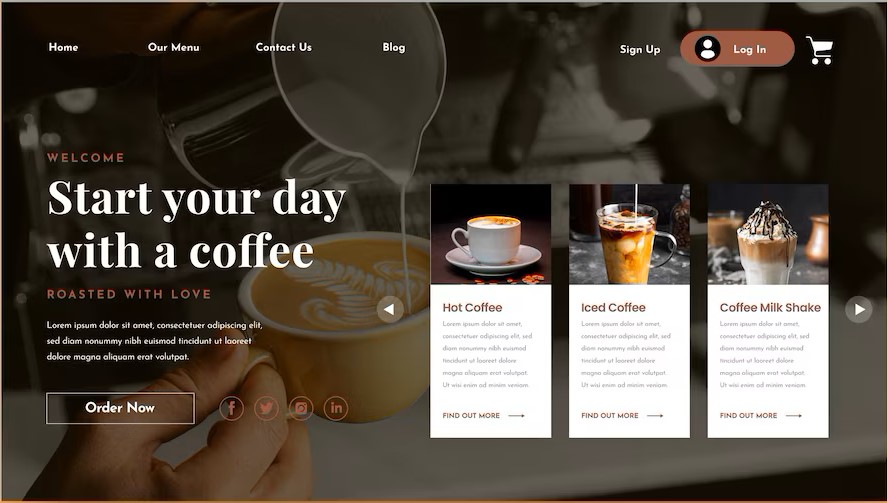 Home
Our Menu
Contact Us
Blog
Sign Up
Log In
WELCOME
Start your day
with a coffee
ROASTED WITH LOVE
Lorem ipsum dolor sit amet, consectetuer adipiscing elit,
sed diam nonummy nibh euismod tincidunt ut laoreet
dolore magna aliquam erat volutpat.
Order Now
f
in
Hot Coffee
Lorem ipsum dolor sit amet,
consectetuer adipiscing elit, sed
diam nonummy nibh euismod
tincidunt ut laoreet dolore
magna aliquam erat volutpat.
Ut wisi enim ad minim veniam.
FIND OUT MORE
Iced Coffee
Lorem ipsum dolor sit amet,
consectetuer adipiscing elit, sed
diam nonummy nibh euismod
tincidunt ut laoreet dolore
magna aliquam erat volutpat.
Ut wisi enim ad minim veniam.
FIND OUT MORE
Coffee Milk Shake
Lorem ipsum dolor sit amet,
consectetuer adipiscing elit, sed
diam nonummy nibh euismod
tincidunt ut laoreet dolore
magna aliquam erat volutpat.
Ut wisi enim ad minim veniam.
FIND OUT MORE